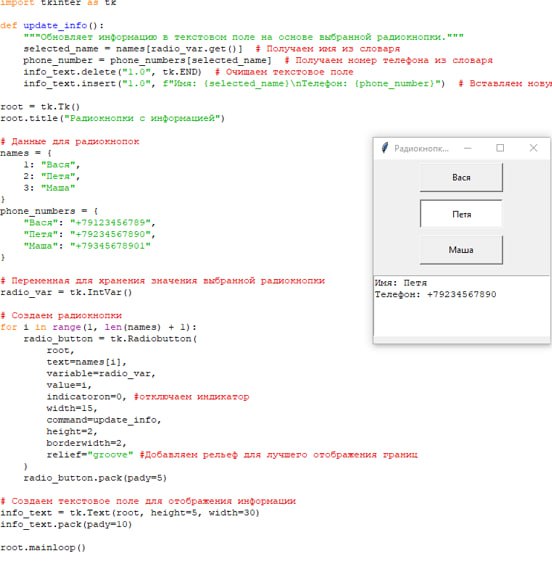 import tkinter as tk
def update_info():
    """Обновляет информацию в текстовом поле на основе выбранной радиокнопки."""
    selected_name = names[radio_var.get()]  # Получаем имя из словаря
    phone_number = phone_numbers[selected_name]  # Получаем номер телефона из словаря
    info_text.delete("1.0", tk.END)  # Очищаем текстовое поле
    info_text.insert("1.0", f"Имя: {selected_name}\nТелефон: {phone_number}")  # Вставляем
root = tk.Tk()
root.title("Радиокнопки с информацией")
# Данные для радиокнопок
names = {
    1: "Вася",
    2: "Петя",
    3: "Маша"
}
phone_numbers = {
    "Вася": "+79123456789",
    "Петя": "+79234567890",
    "Маша": "+79345678901"
}
# Переменная для хранения значения выбранной радиокнопки
radio_var = tk.IntVar()
# Создаем радиокнопки
for i in range(1, len(names) + 1):
    radio_button = tk.Radiobutton(
        root,
        text=names[i],
        variable=radio_var,
        value=i,
        indicatoron=0, #отключаем индикатор
        width=15,
        command=update_info,
        height=2,
        borderwidth=2,
        relief="groove" #Добавляем рельеф для лучшего отображения границ
    )
    radio_button.pack(pady=5)
# Создаем текстовое поле для отображения информации
info_text = tk.Text(root, height=5, width=30)
info_text.pack(pady=10)
root.mainloop()
Радиокнопк...
Вася
Петя
Маша
Имя: Петя
Телефон: +79234567890